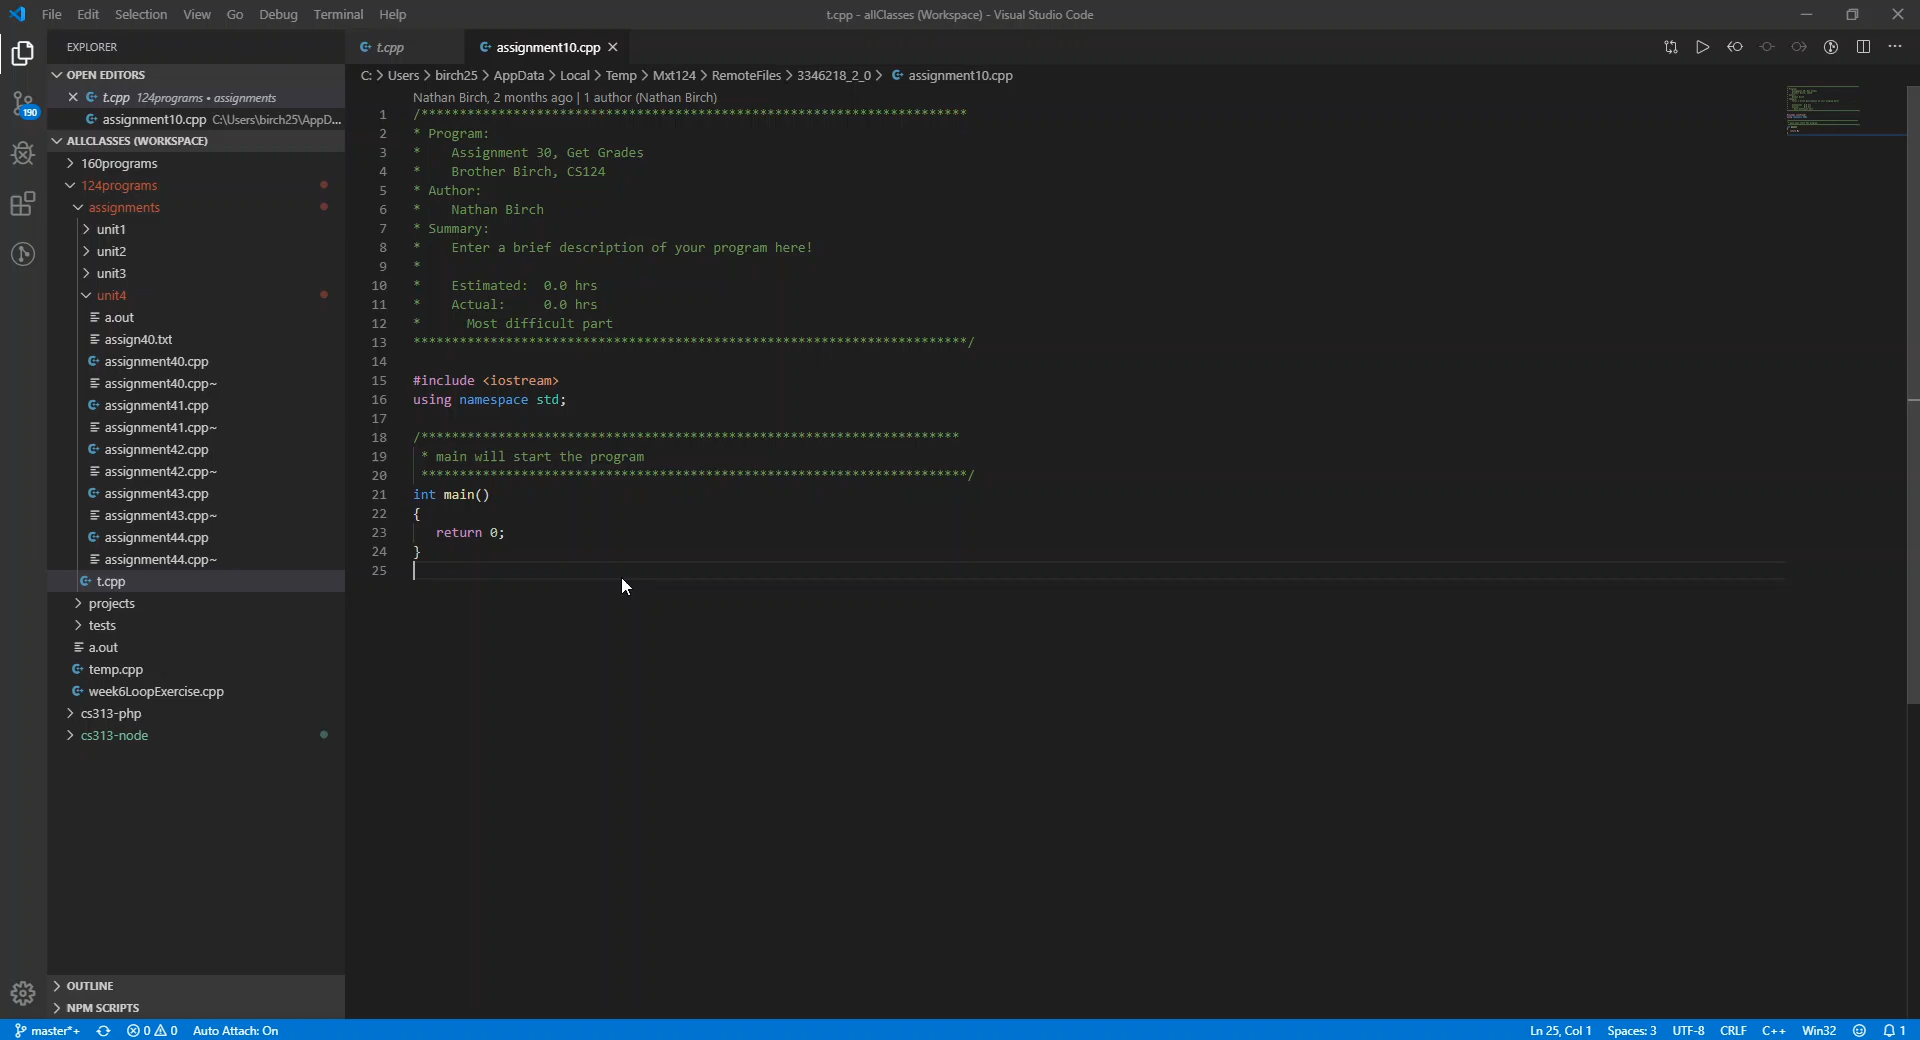 File Edit Selection View Go Debug Terminal Help
t.cpp - allClasses (Workspace) - Visual Studio Code
EXPLORER
OPEN EDITORS
t.cpp 124programs • assignments
assignment10.cpp C:\Users\birch25\AppD...
ALLCLASSES (WORKSPACE)
160programs
124programs
assignments
unit1
unit2
unit3
unit4
a.out
assign40.txt
assignment40.cpp
assignment40.cpp~
assignment41.cpp
assignment41.cpp~
assignment42.cpp
assignment42.cpp~
assignment43.cpp
assignment43.cpp~
assignment44.cpp
assignment44.cpp~
t.cpp
projects
tests
a.out
temp.cpp
week6LoopExercise.cpp
cs313-php
cs313-node
OUTLINE
NPM SCRIPTS
190
t.cpp assignment10.cpp
C: > Users > birch25 > AppData > Local > Temp > Mxt124 > RemoteFiles > 3346218_2_0 > assignment10.cpp
Nathan Birch, 2 months ago | 1 author (Nathan Birch)
1 /***********************************************************************
2 * Program:
3 *    Assignment 30, Get Grades
4 *    Brother Birch, CS124
5 * Author:
6 *    Nathan Birch
7 * Summary:
8 *    Enter a brief description of your program here!
9 *
10 *    Estimated:  0.0 hrs
11 *    Actual:     0.0 hrs
12 *      Most difficult part
13 ************************************************************************/
14
15 #include <iostream>
16 using namespace std;
17
18 /**********************************************************************
19  * main will start the program
20  ***********************************************************************/
21 int main()
22 {
23    return 0;
24 }
25
master*+ 0 0 Auto Attach: On
Ln 25, Col 1 Spaces: 3 UTF-8 CRLF C++ Win32 1